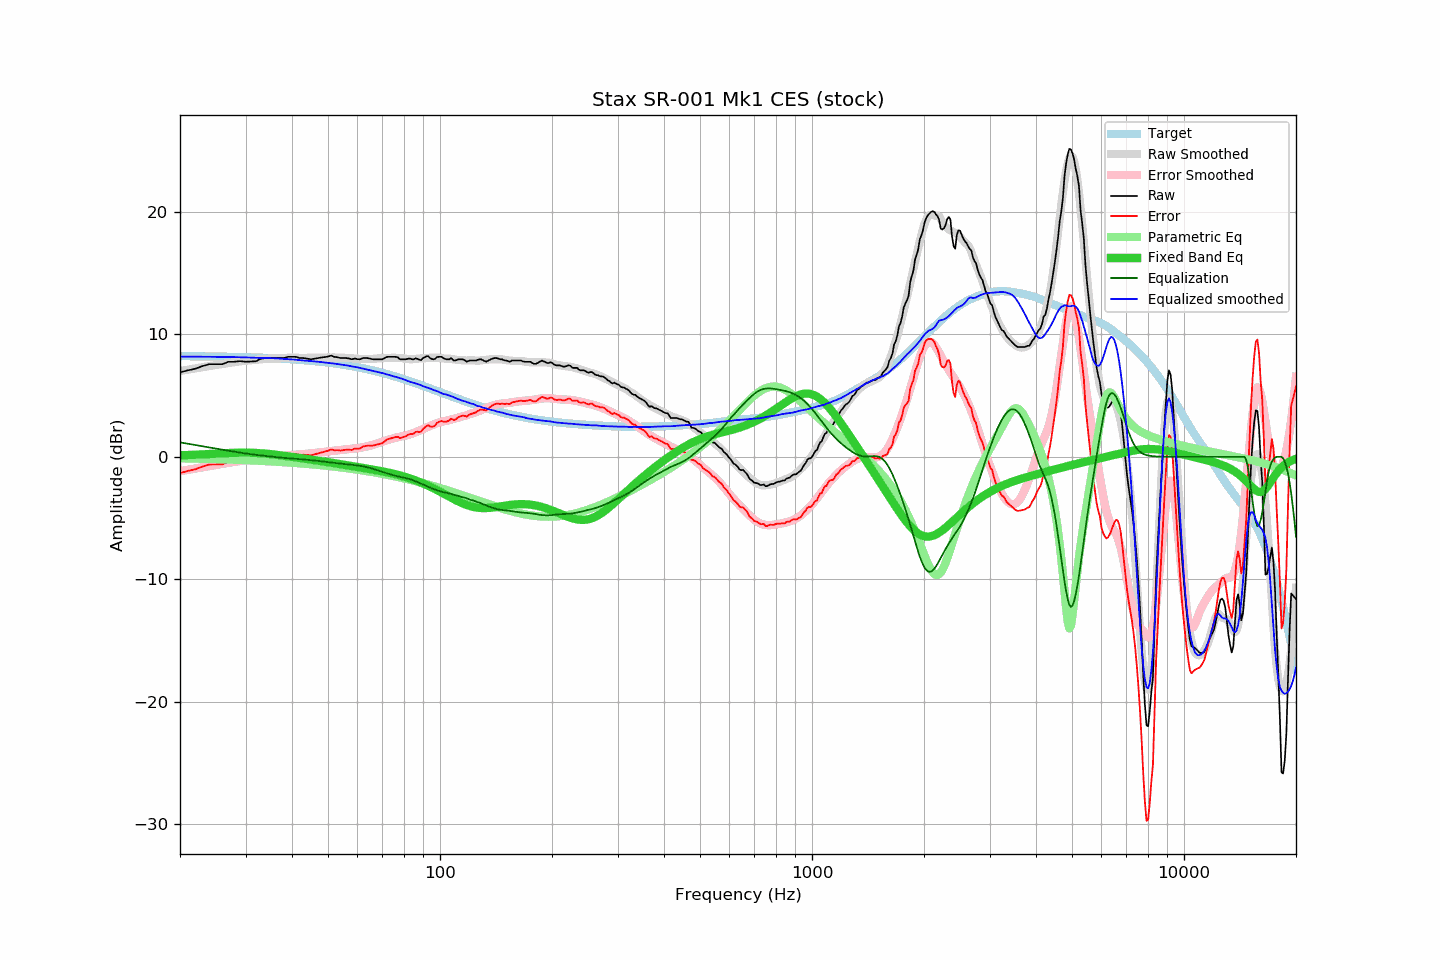 Stax SR-001 Mk1 CES (stock)
Target
Raw Smoothed
Error Smoothed
Raw
Error
Parametric Eq
Fixed Band Eq
Equalization
Equalized smoothed
20
10
0
−10
−20
−30
Amplitude (dBr)
100
1000
10000
Frequency (Hz)